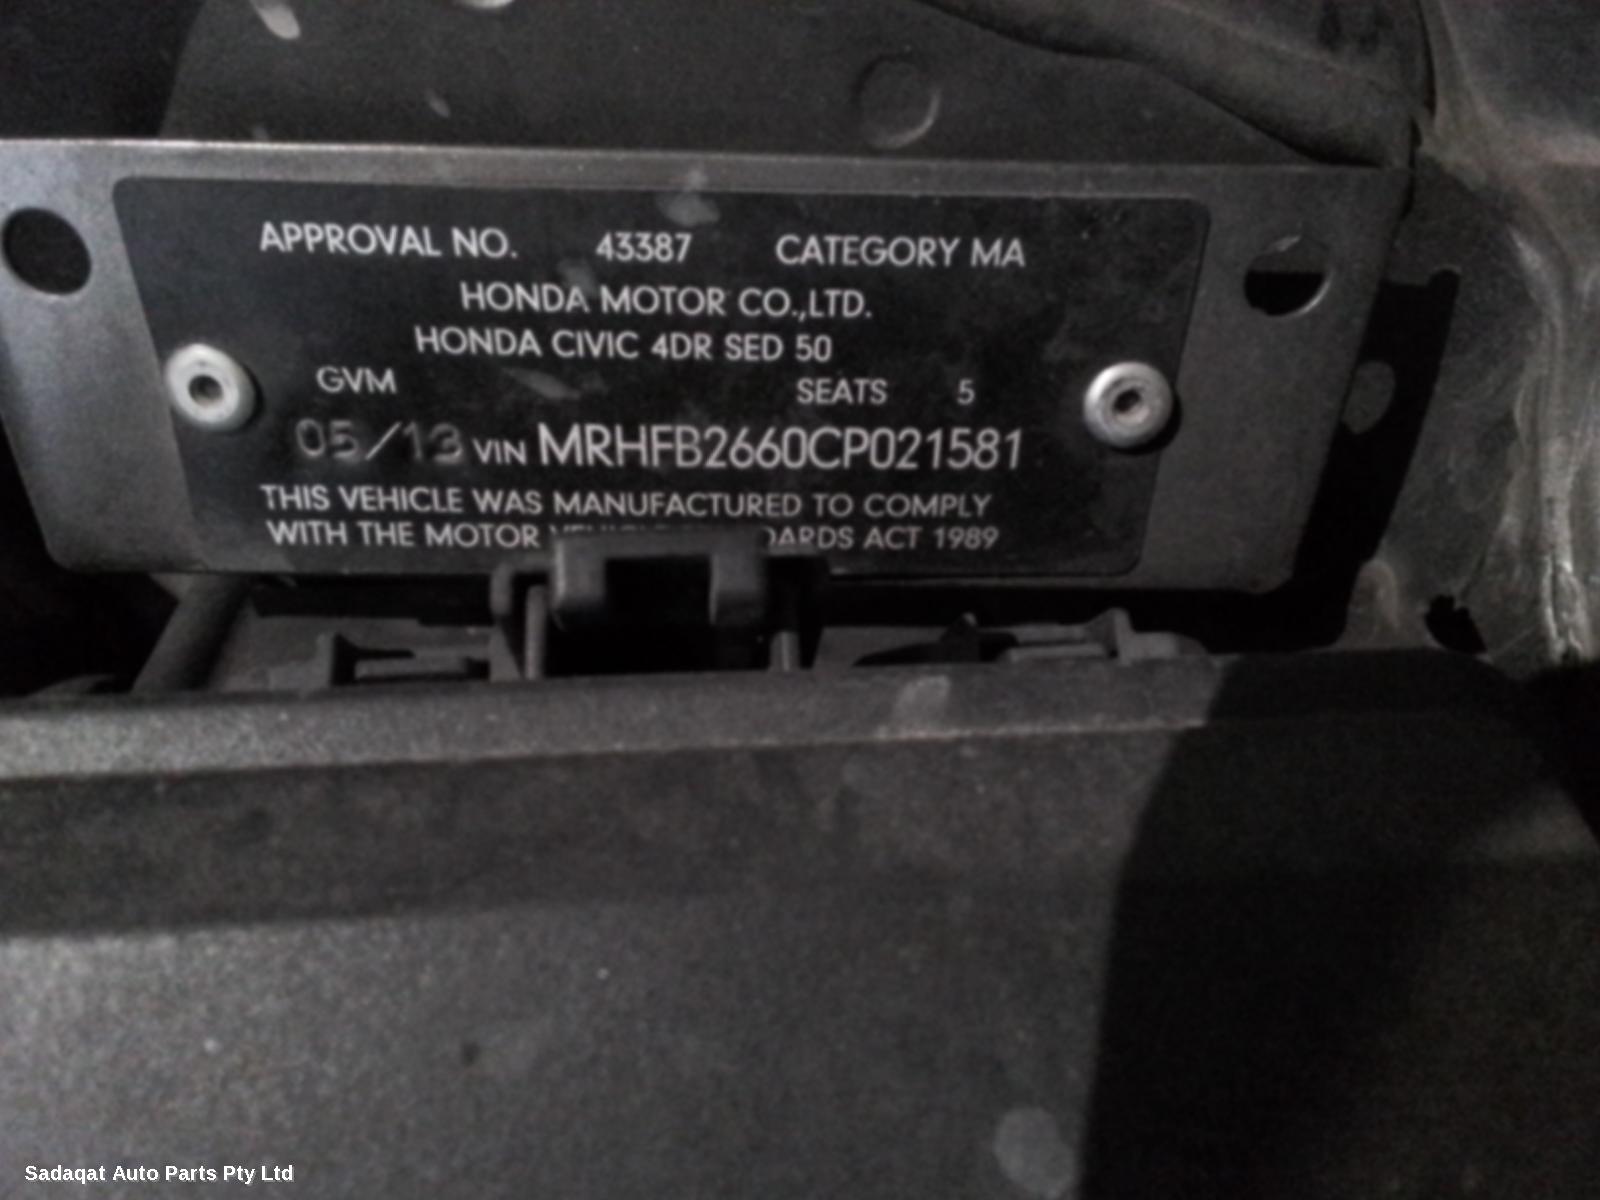 APPROVAL NO. 43387 CATEGORY MA
HONDA MOTOR CO.,LTD.
HONDA CIVIC 4DR SED 50
GVM SEATS 5
05/13 VIN MRHFB2660CP021581
THIS VEHICLE WAS MANUFACTURED TO COMPLY
WITH THE MOTOR ACT 1989
Sadaqat Auto Parts Pty Ltd